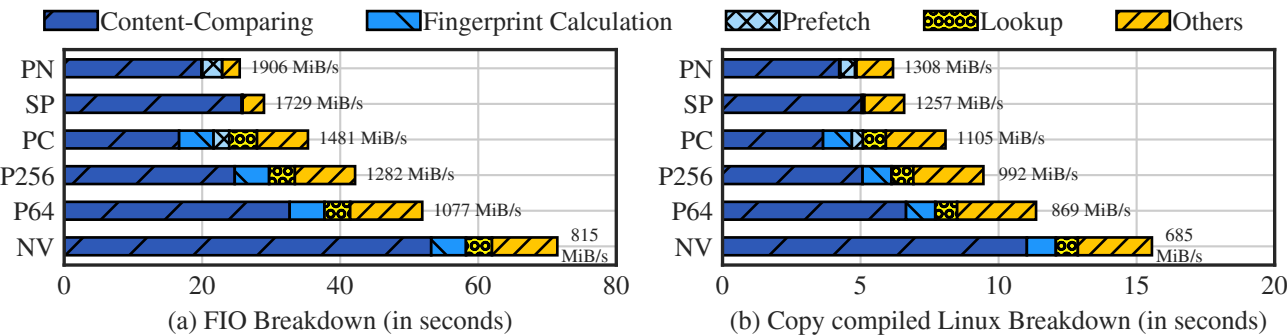 Content-Comparing Fingerprint Calculation Prefetch Lookup Others
PN 1906 MiB/s
SP 1729 MiB/s
PC 1481 MiB/s
P256 1282 MiB/s
P64 1077 MiB/s
NV 815 MiB/s
0 20 40 60 80
(a) FIO Breakdown (in seconds)
PN 1308 MiB/s
SP 1257 MiB/s
PC 1105 MiB/s
P256 992 MiB/s
P64 869 MiB/s
NV 685 MiB/s
0 5 10 15 20
(b) Copy compiled Linux Breakdown (in seconds)